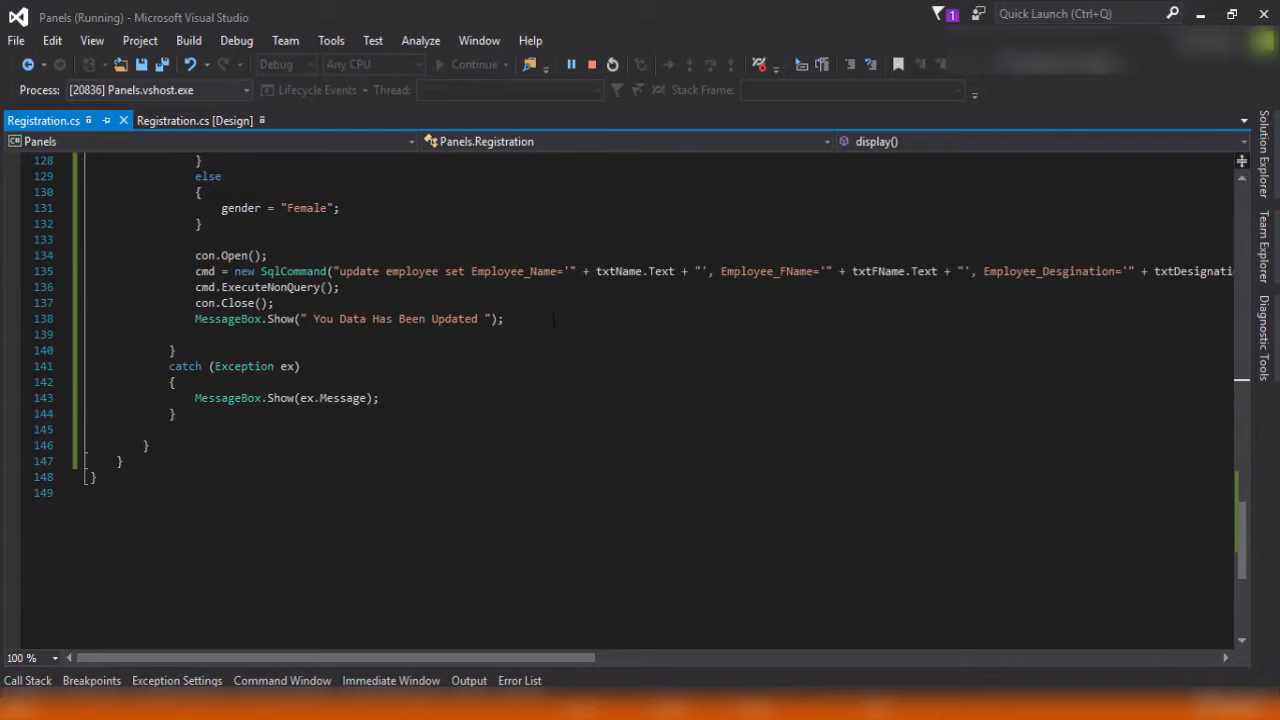 Panels (Running) - Microsoft Visual Studio
1
Quick Launch (Ctrl+Q)
File Edit View Project Build Debug Team Tools Test Analyze Window Help
Debug Any CPU Continue
Process: [20836] Panels.vshost.exe Lifecycle Events Thread: Stack Frame:
Registration.cs Registration.cs [Design]
Panels Panels.Registration display()
128 }
129 else
130 {
131 gender = "Female";
132 }
133
134 con.Open();
135 cmd = new SqlCommand("update employee set Employee_Name='" + txtName.Text + "', Employee_FName='" + txtFName.Text + "', Employee_Desgination='" + txtDesignati
136 cmd.ExecuteNonQuery();
137 con.Close();
138 MessageBox.Show(" You Data Has Been Updated ");
139
140 }
141 catch (Exception ex)
142 {
143 MessageBox.Show(ex.Message);
144 }
145
146 }
147 }
148 }
149
100 %
Call Stack Breakpoints Exception Settings Command Window Immediate Window Output Error List
Solution Explorer
Team Explorer
Diagnostic Tools